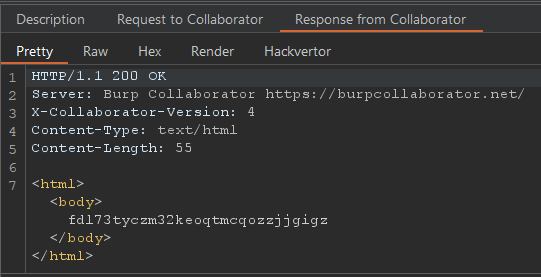 Description Request to Collaborator Response from Collaborator
Pretty Raw Hex Render Hackvertor
1 HTTP/1.1 200 OK
2 Server: Burp Collaborator https://burpcollaborator.net/
3 X-Collaborator-Version: 4
4 Content-Type: text/html
5 Content-Length: 55
6
7 <html>
<body>
fdl73tyczm32keoqtmcqozzjjgigz
</body>
</html>